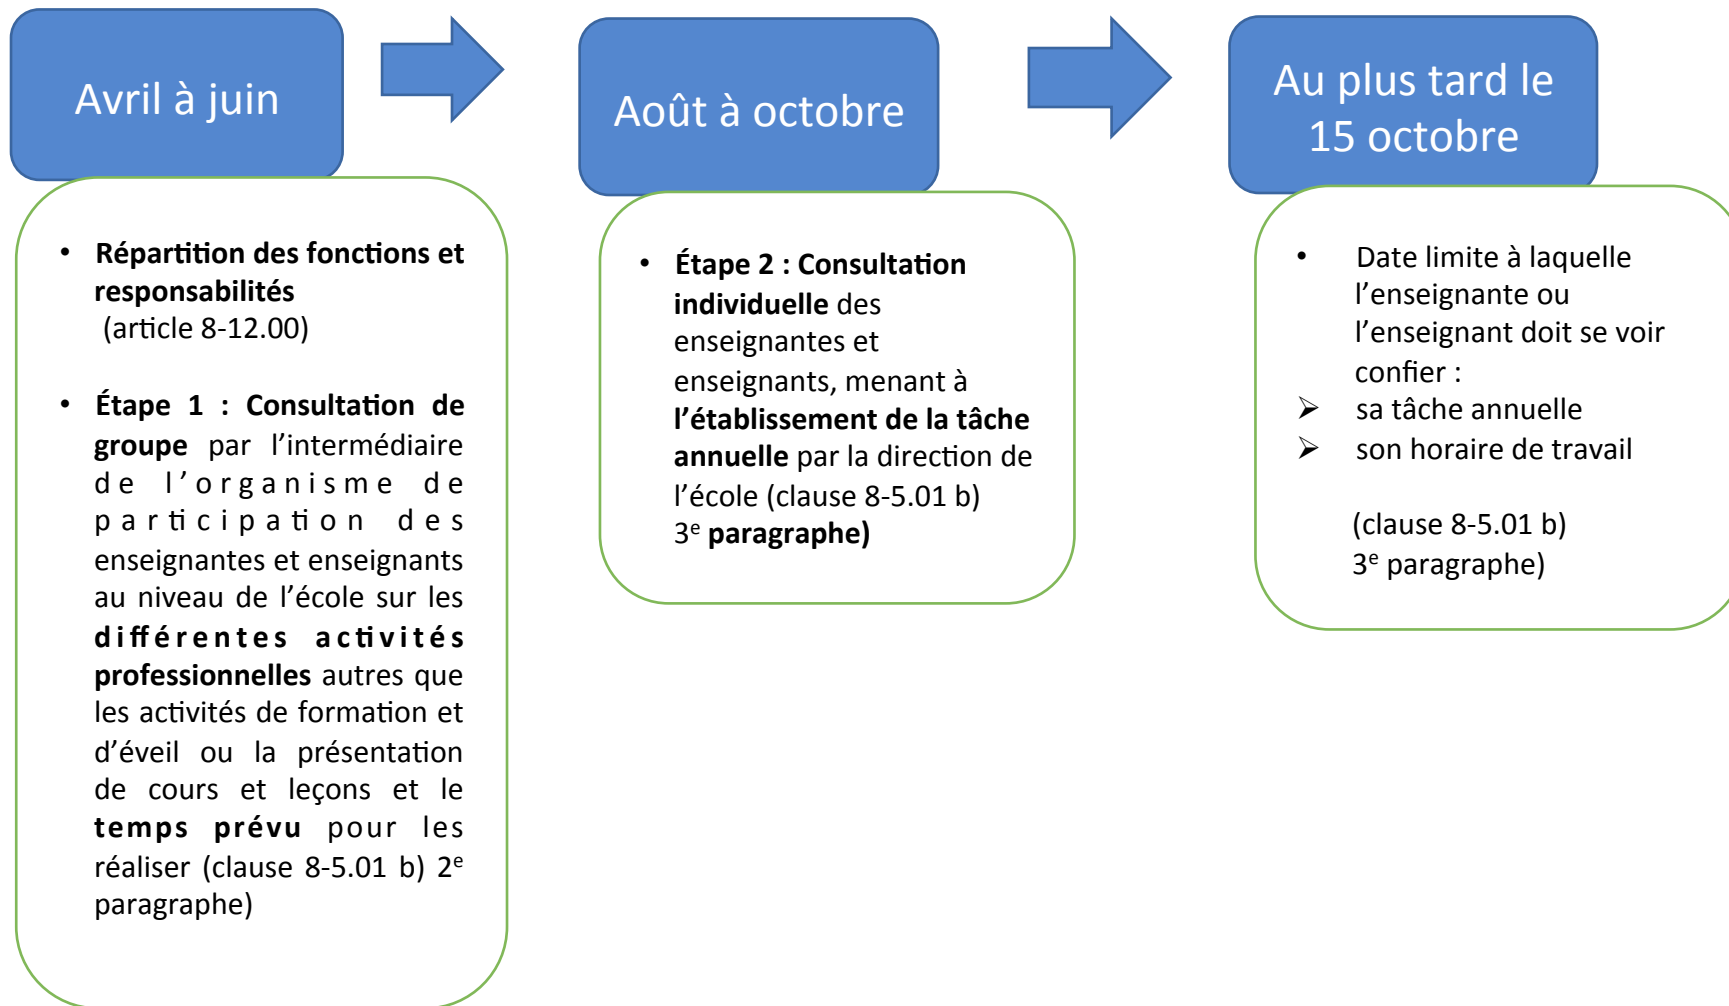 Avril à juin
• Répartition des fonctions et
responsabilités
(article 8-12.00)
• Étape 1 : Consultation de
groupe par l’intermédiaire
de l’organisme de
participation des
enseignantes et enseignants
au niveau de l’école sur les
différentes activités
professionnelles autres que
les activités de formation et
d’éveil ou la présentation
de cours et leçons et le
temps prévu pour les
réaliser (clause 8-5.01 b) 2e
paragraphe)
Août à octobre
• Étape 2 : Consultation
individuelle des
enseignantes et
enseignants, menant à
l’établissement de la tâche
annuelle par la direction de
l’école (clause 8-5.01 b)
3e paragraphe)
Au plus tard le
15 octobre
• Date limite à laquelle
l’enseignante ou
l’enseignant doit se voir
confier :
➢ sa tâche annuelle
➢ son horaire de travail
(clause 8-5.01 b)
3e paragraphe)